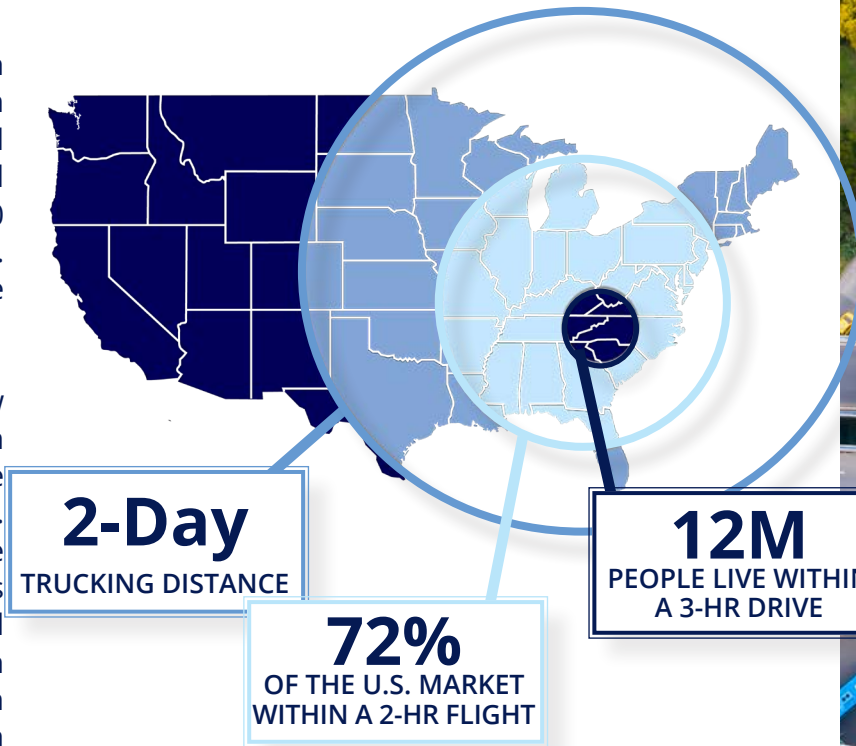 2-Day
TRUCKING DISTANCE
72%
OF THE U.S. MARKET
WITHIN A 2-HR FLIGHT
12M
PEOPLE LIVE WITHIN
A 3-HR DRIVE